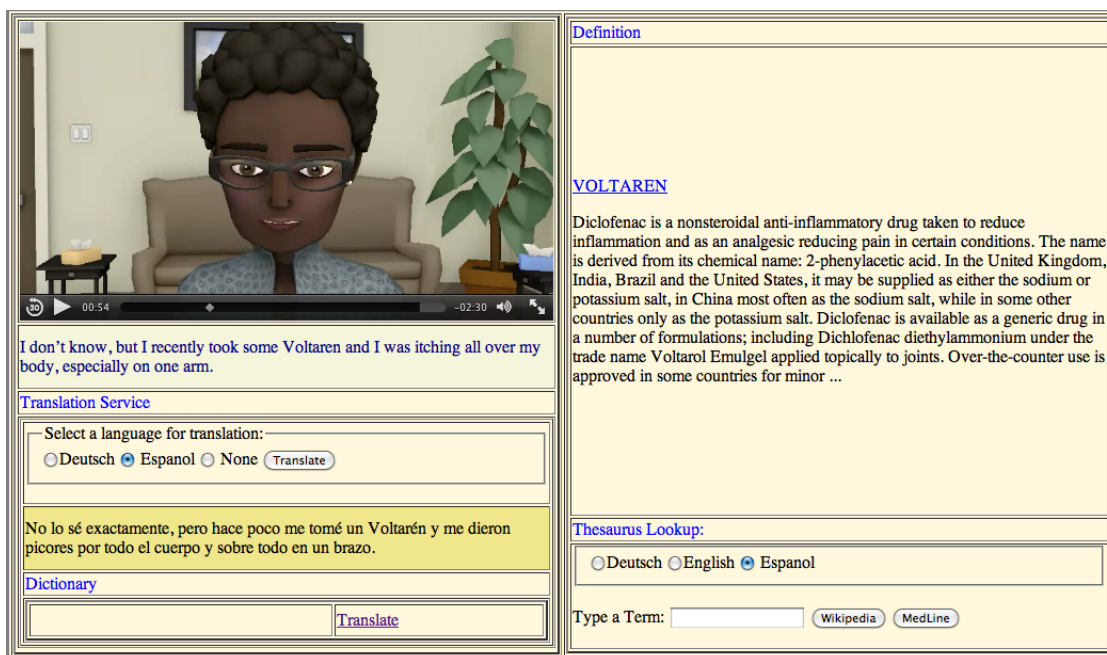 30
00:54
-02:30
I don't know, but I recently took some Voltaren and I was itching all over my
body, especially on one arm.
Translation Service
Select a language for translation:
Deutsch Espanol None Translate
No lo sé exactamente, pero hace poco me tomé un Voltarén y me dieron
picores por todo el cuerpo y sobre todo en un brazo.
Dictionary
Translate
Definition
VOLTAREN
Diclofenac is a nonsteroidal anti-inflammatory drug taken to reduce
inflammation and as an analgesic reducing pain in certain conditions. The name
is derived from its chemical name: 2-phenylacetic acid. In the United Kingdom,
India, Brazil and the United States, it may be supplied as either the sodium or
potassium salt, in China most often as the sodium salt, while in some other
countries only as the potassium salt. Diclofenac is available as a generic drug in
a number of formulations; including Dichlofenac diethylammonium under the
trade name Voltarol Emulgel applied topically to joints. Over-the-counter use is
approved in some countries for minor ...
Thesaurus Lookup:
Deutsch English Espanol
Type a Term: Wikipedia MedLine